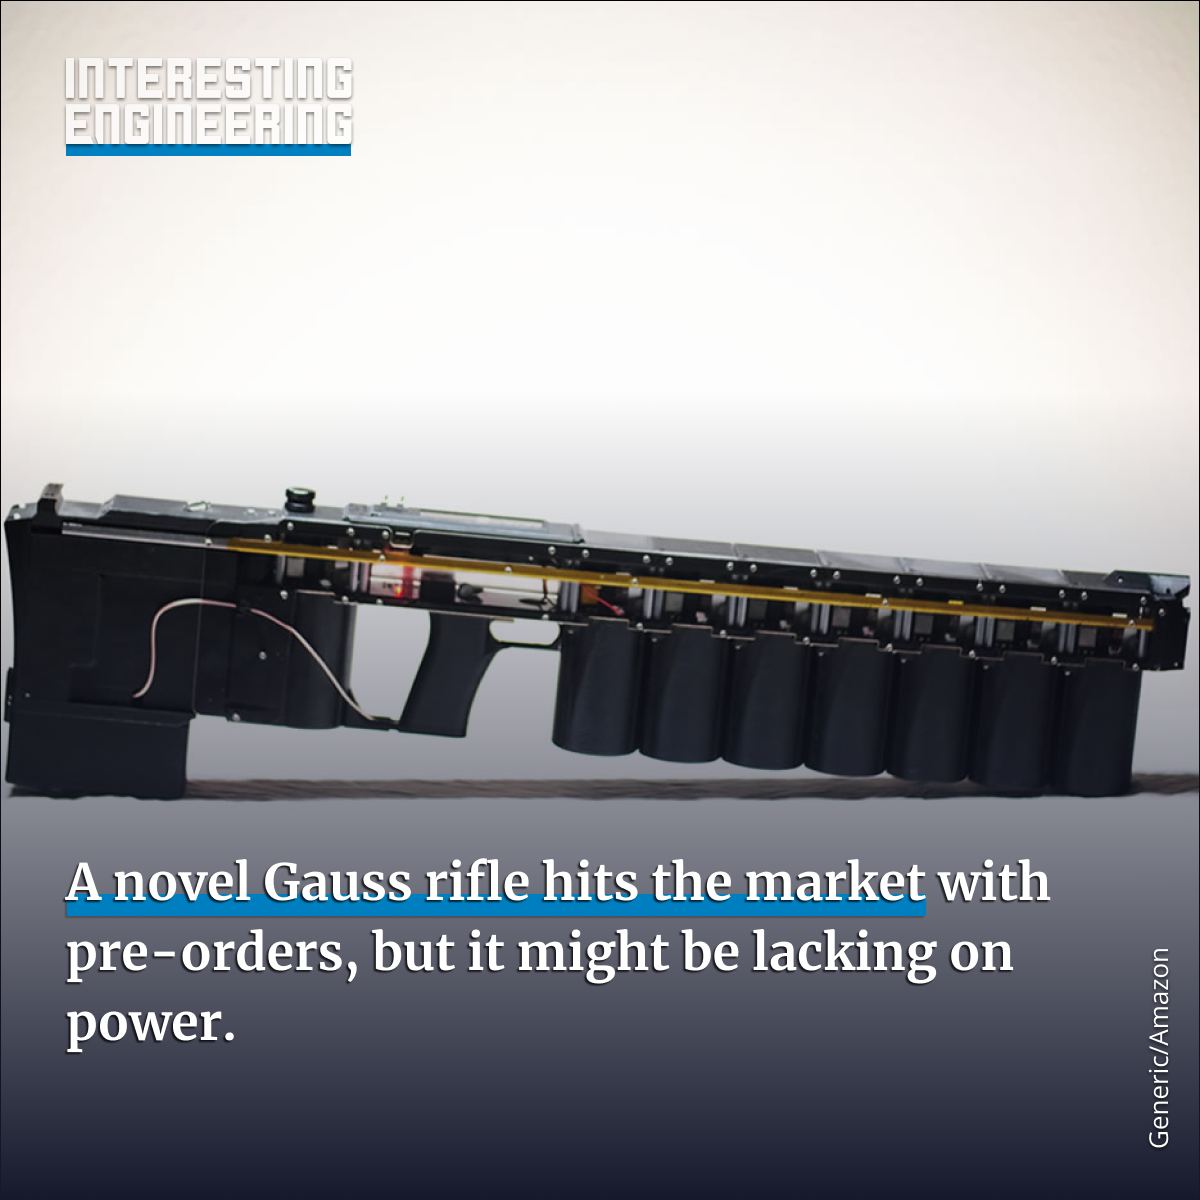 INTERESTING
ENGINEERING
A novel Gauss rifle hits the market with
pre-orders, but it might be lacking on
power.
Generic/Amazon